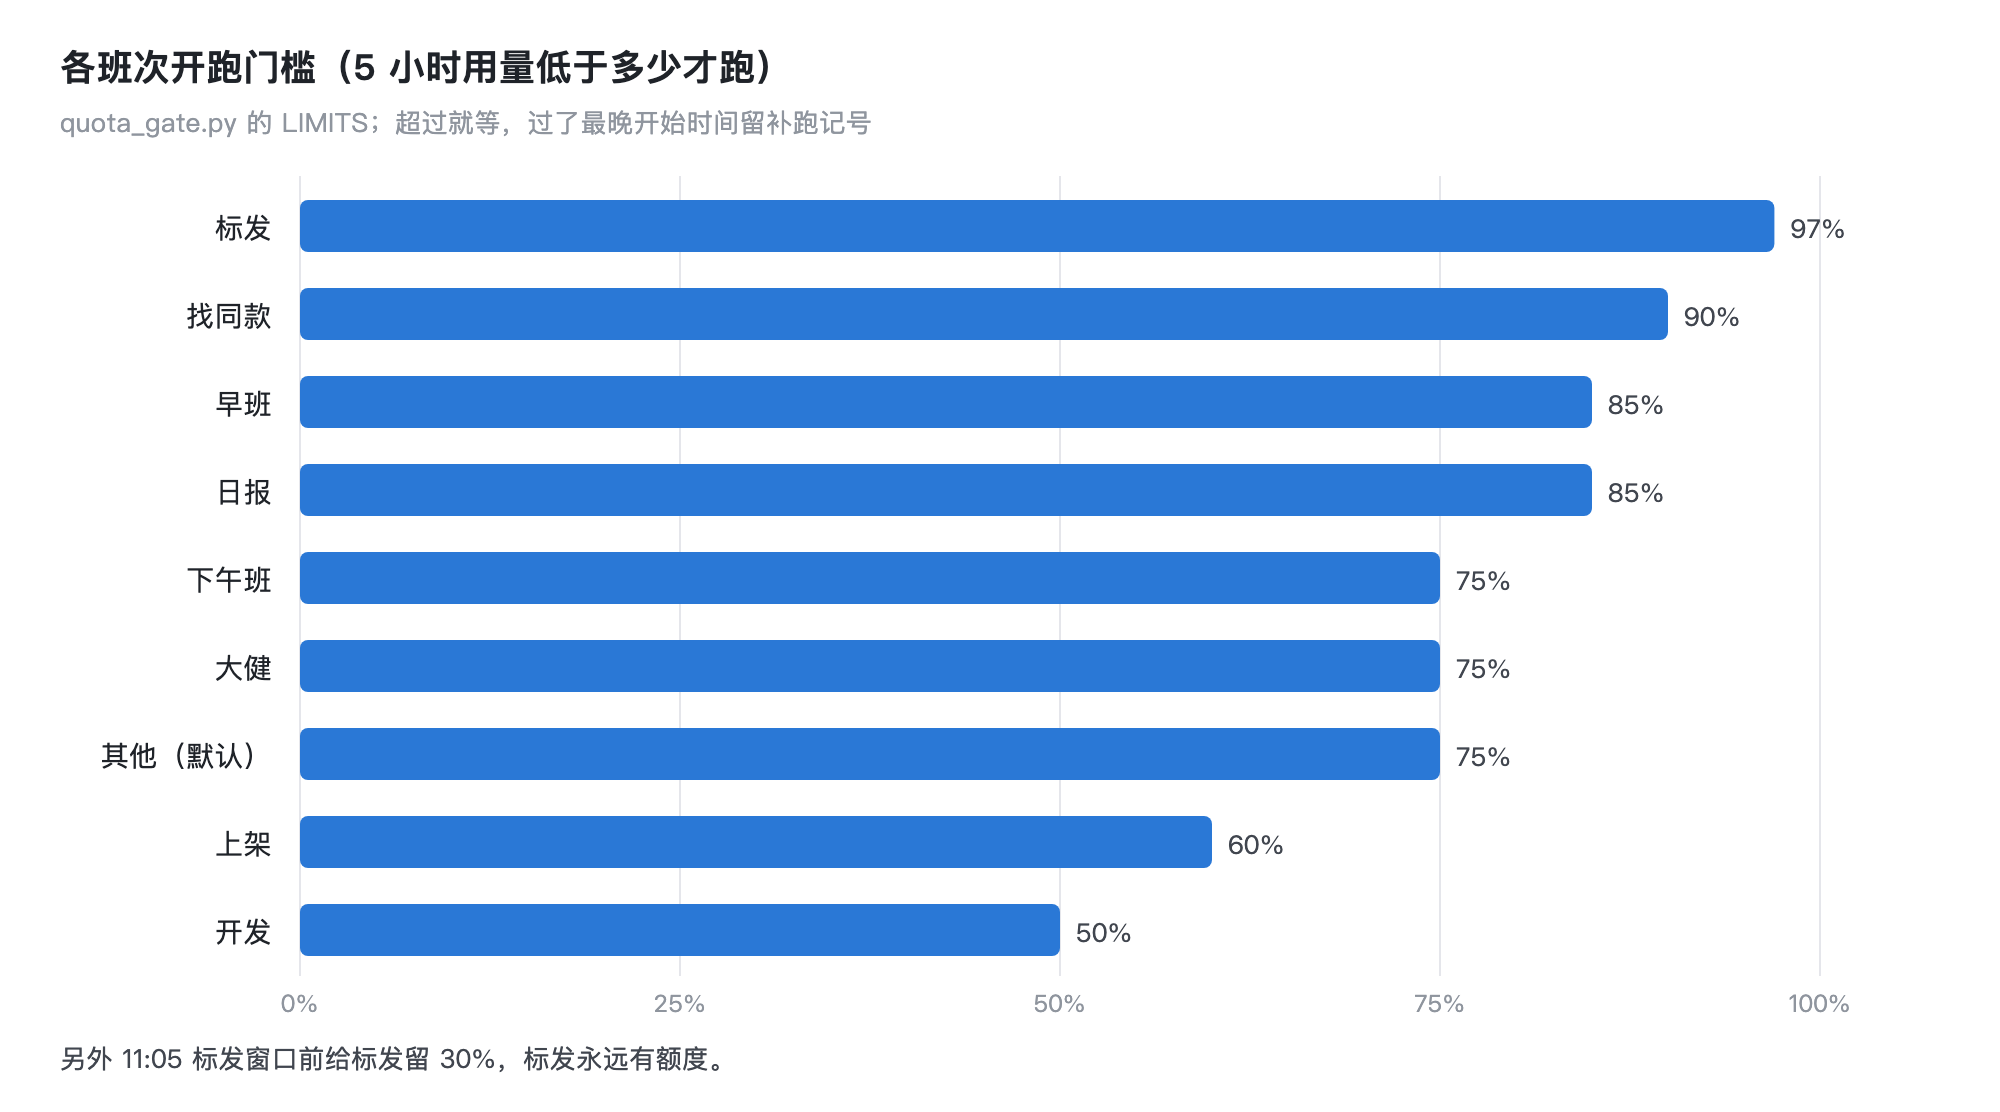 各班次开跑门槛（5 小时用量低于多少才跑）
quota_gate.py 的 LIMITS；超过就等，过了最晚开始时间留补跑记号
标发 97%
找同款 90%
早班 85%
日报 85%
下午班 75%
大健 75%
其他（默认） 75%
上架 60%
开发 50%
0% 25% 50% 75% 100%
另外 11:05 标发窗口前给标发留 30%，标发永远有额度。